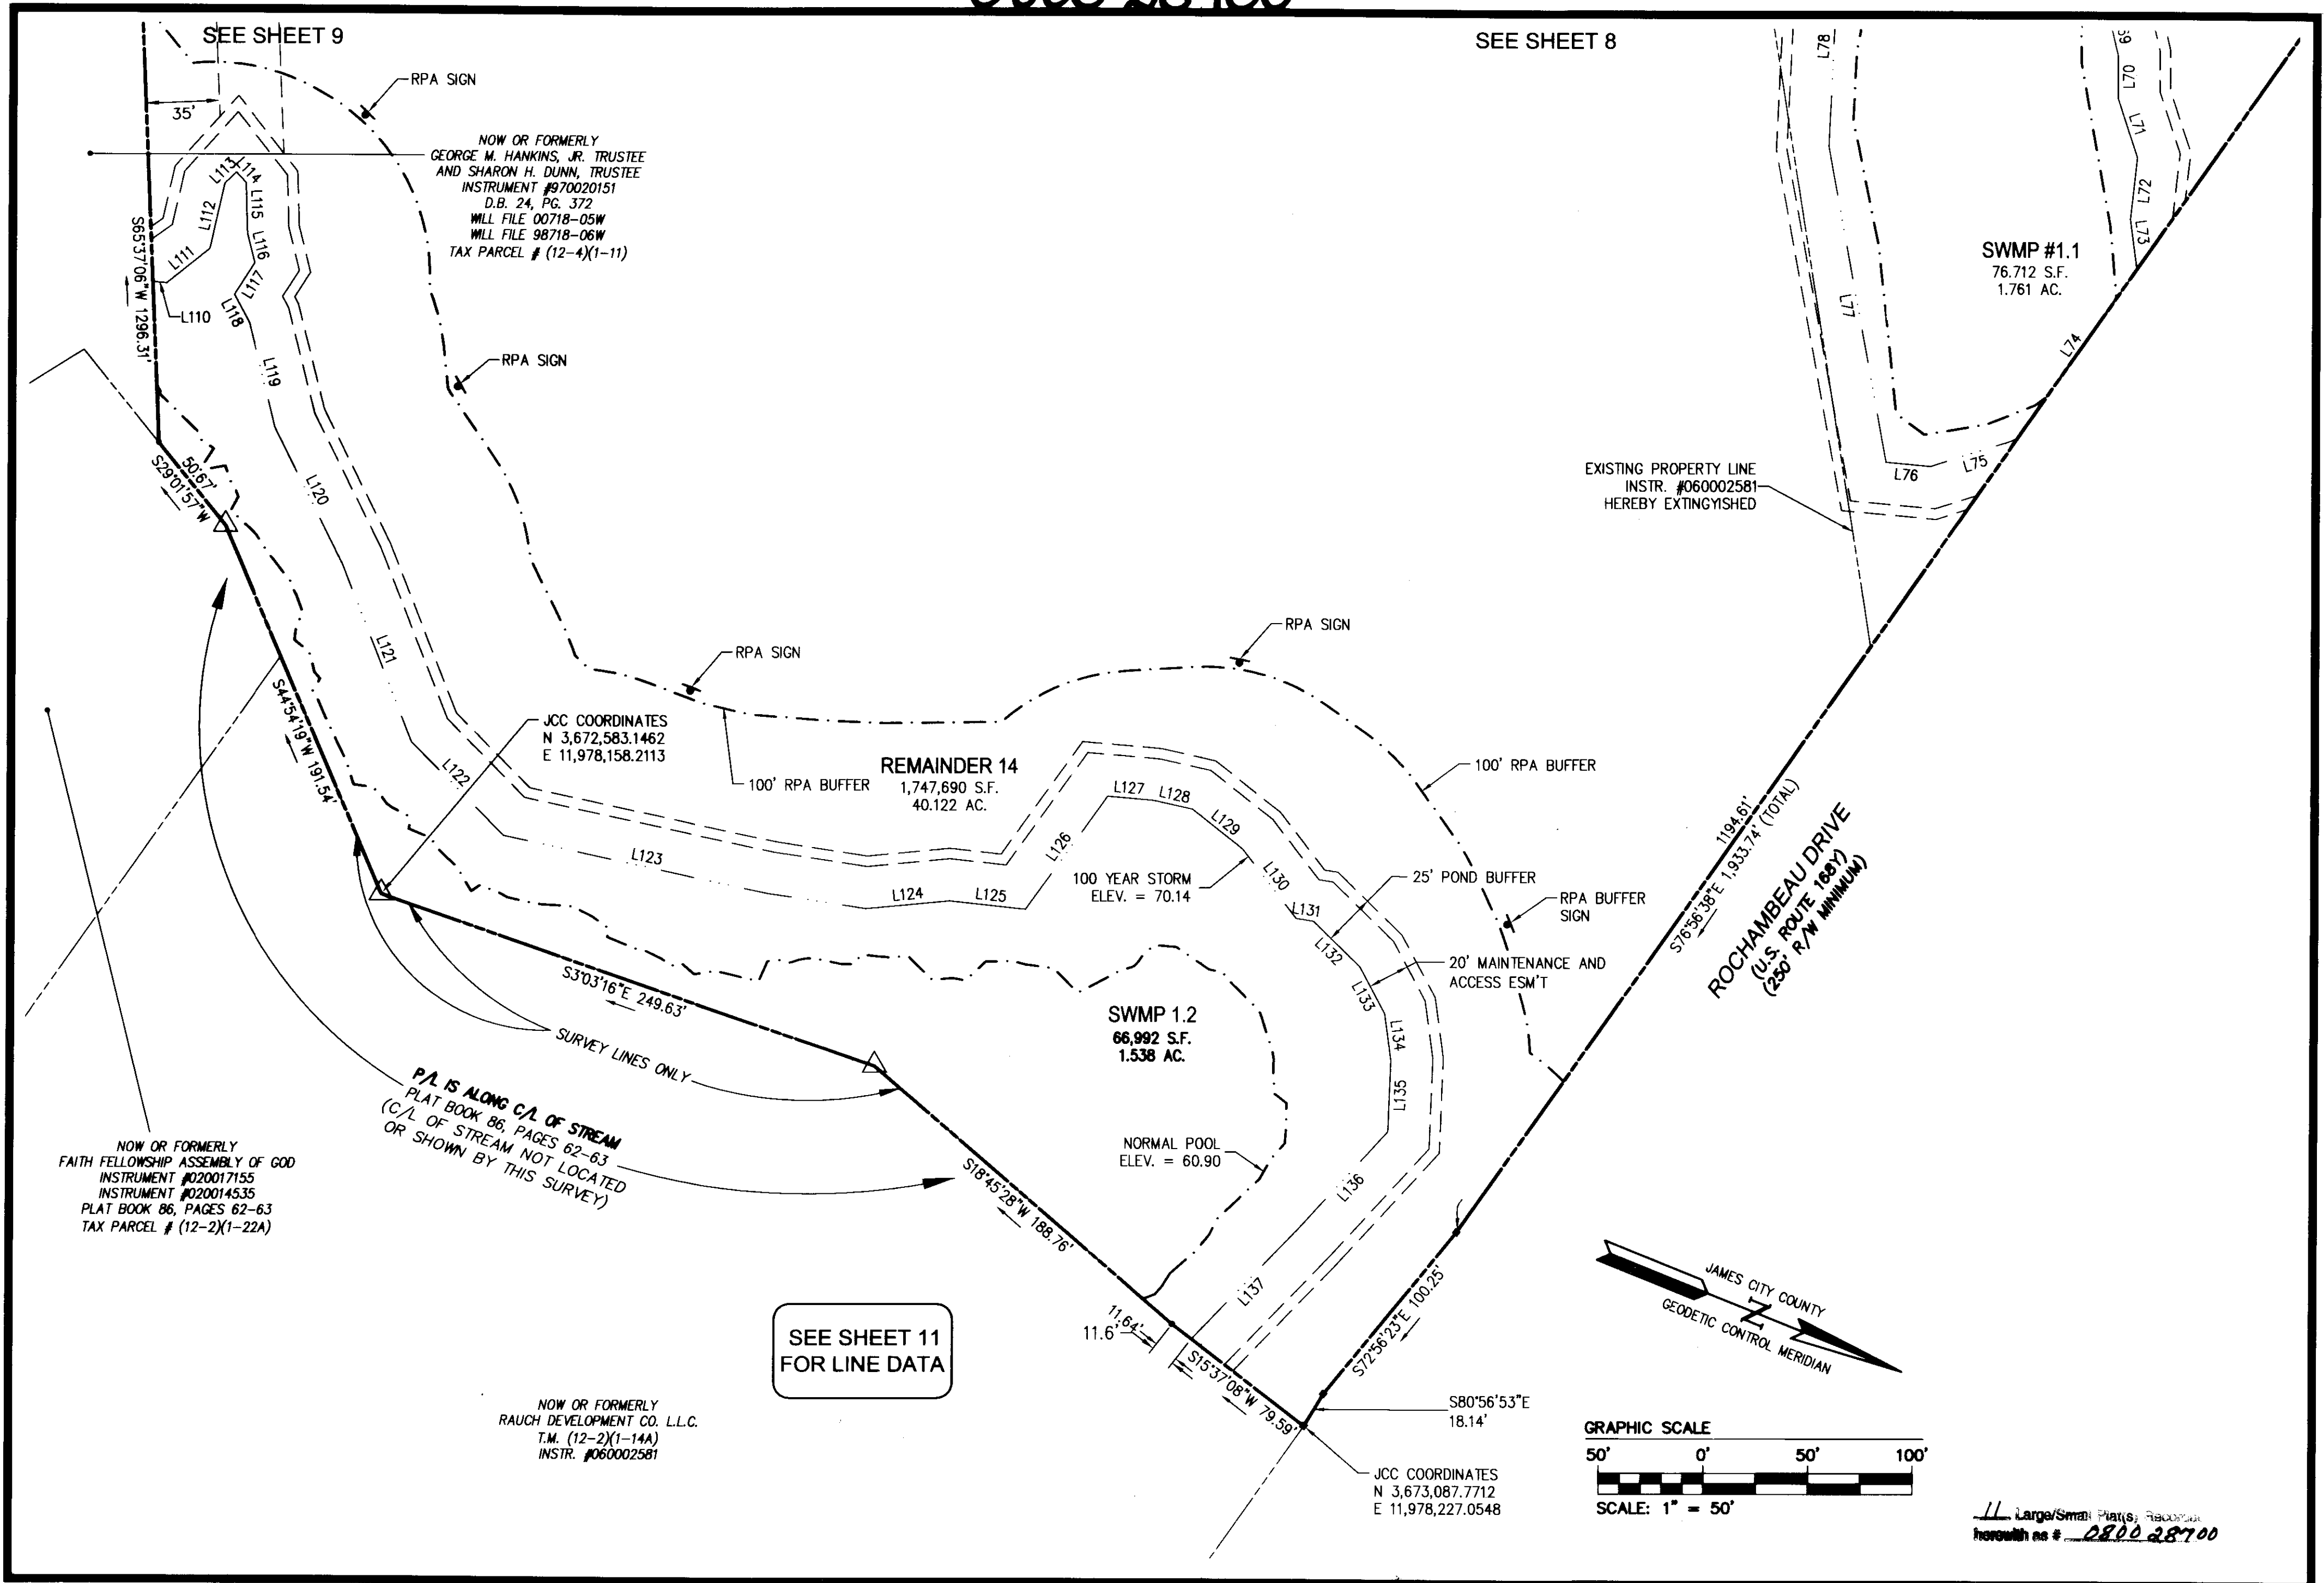 SEE SHEET 9
SEE SHEET 8
RPA SIGN
35'
NOW OR FORMERLY
GEORGE M. HANKINS, JR. TRUSTEE
AND SHARON H. DUNN, TRUSTEE
INSTRUMENT #970020151
D.B. 24, PG. 372
WILL FILE 00718-05W
WILL FILE 98718-06W
TAX PARCEL # (12-4)(1-11)
L78
L70
L71
L72
L73
SWMP #1.1
76.712 S.F.
1.761 AC.
L74
L77
L75
L76
EXISTING PROPERTY LINE
INSTR. #060002581
HEREBY EXTINGYISHED
L113
L114
L112
L115
L111
L116
L117
L110
L118
S65°37'06"W 1296.31'
L119
RPA SIGN
L120
50.67'
S29°01'57"W
L121
S44°54'19"W 191.54'
RPA SIGN
RPA SIGN
JCC COORDINATES
N 3,672,583.1462
E 11,978,158.2113
L122
100' RPA BUFFER
REMAINDER 14
1,747,690 S.F.
40.122 AC.
100' RPA BUFFER
L127
L128
L129
L126
L123
L124
L125
100 YEAR STORM
ELEV. = 70.14
L130
25' POND BUFFER
L131
L132
RPA BUFFER
SIGN
20' MAINTENANCE AND
ACCESS ESM'T
L133
L134
L135
L136
L137
1194.61'
S76°56'38"E 1,933.74' (TOTAL)
ROCHAMBEAU DRIVE
(U.S. ROUTE 168Y)
(250' R/W MINIMUM)
S3°03'16"E 249.63'
SURVEY LINES ONLY
SWMP 1.2
66,992 S.F.
1.538 AC.
P/L IS ALONG C/L OF STREAM
PLAT BOOK 86, PAGES 62-63
(C/L OF STREAM NOT LOCATED
OR SHOWN BY THIS SURVEY)
NORMAL POOL
ELEV. = 60.90
NOW OR FORMERLY
FAITH FELLOWSHIP ASSEMBLY OF GOD
INSTRUMENT #020017155
INSTRUMENT #020014535
PLAT BOOK 86, PAGES 62-63
TAX PARCEL # (12-2)(1-22A)
S18°45'28"W 188.76'
11.64'
11.6'
S15°37'08"W 79.59'
S72°56'23"E 100.25'
S80°56'53"E
18.14'
JCC COORDINATES
N 3,673,087.7712
E 11,978,227.0548
SEE SHEET 11
FOR LINE DATA
NOW OR FORMERLY
RAUCH DEVELOPMENT CO. L.L.C.
T.M. (12-2)(1-14A)
INSTR. #060002581
JAMES CITY COUNTY
N
GEODETIC CONTROL MERIDIAN
GRAPHIC SCALE
50' 0' 50' 100'
SCALE: 1" = 50'
11 Large/Small Plat(s) Recorded
herewith as # 080028700